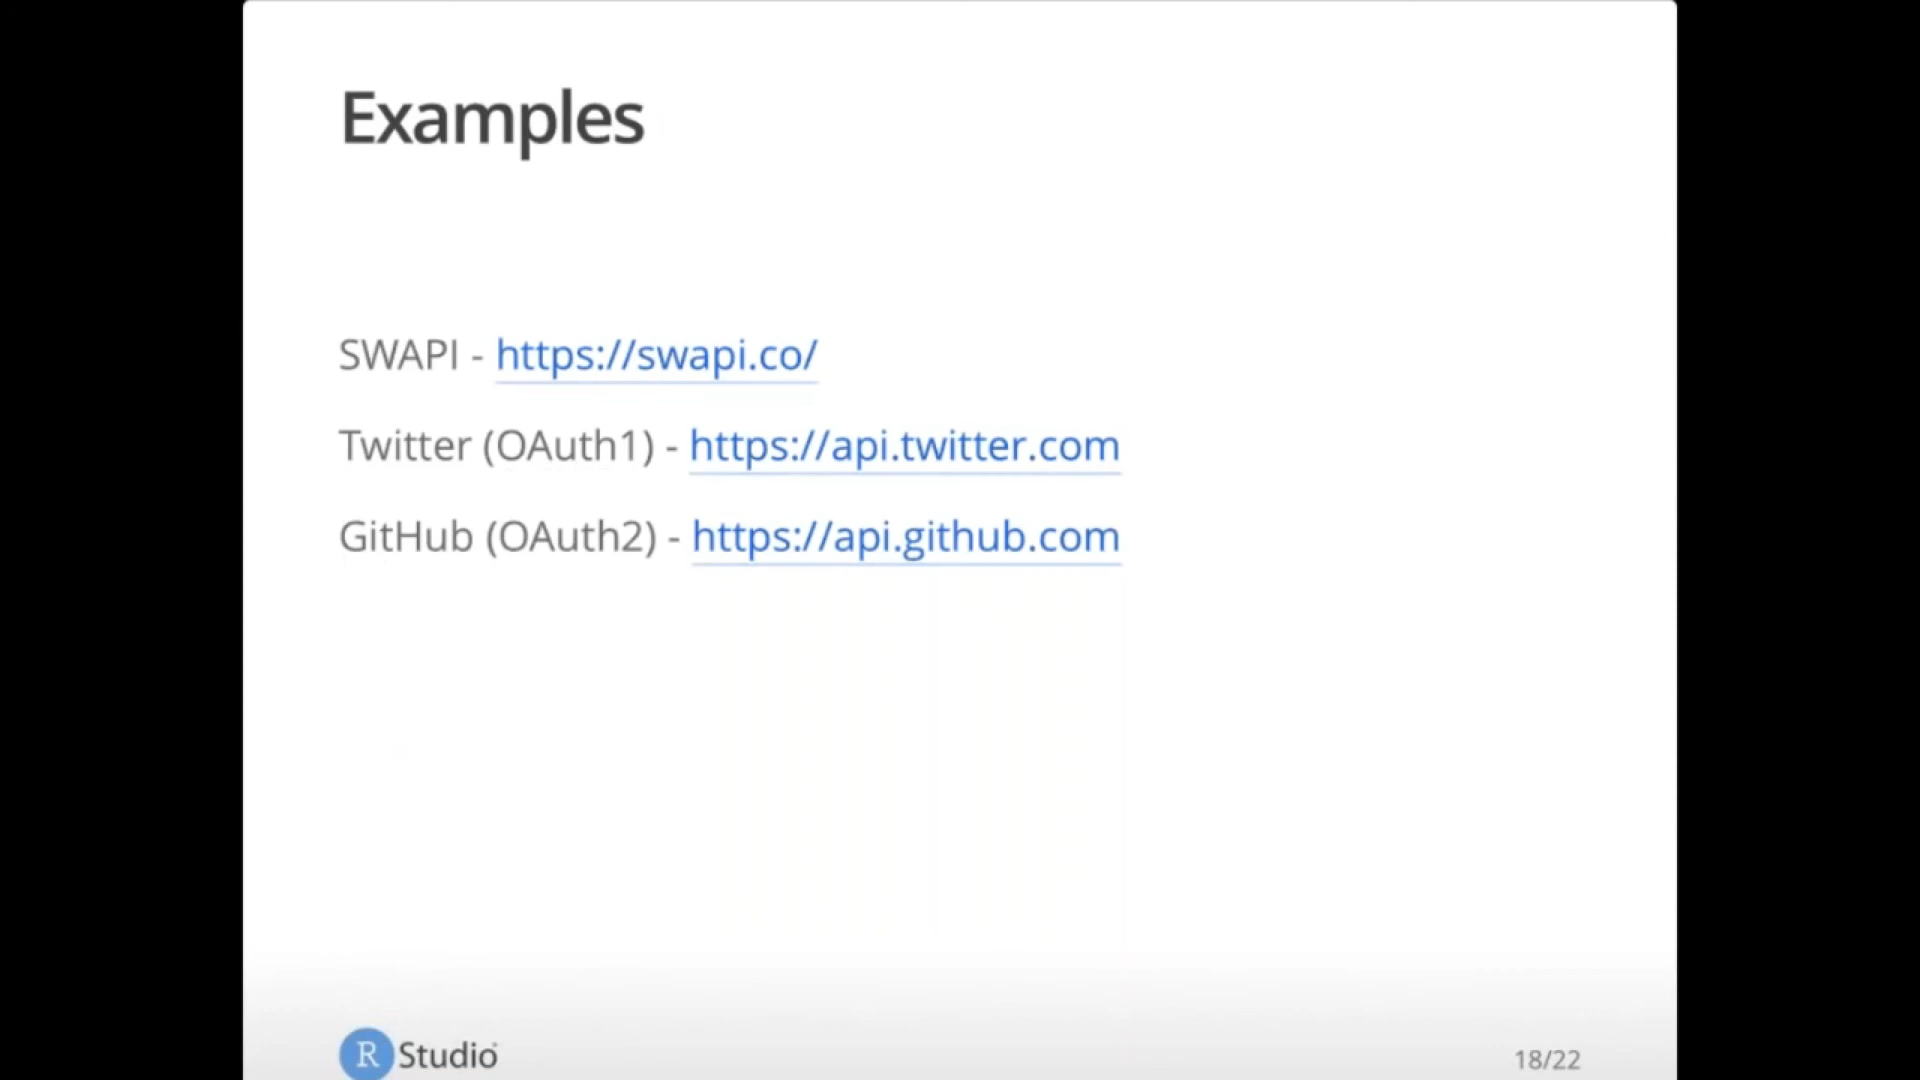 Examples
SWAPI - https://swapi.co/
Twitter (OAuth1) - https://api.twitter.com
GitHub (OAuth2) - https://api.github.com
R Studio
18/22